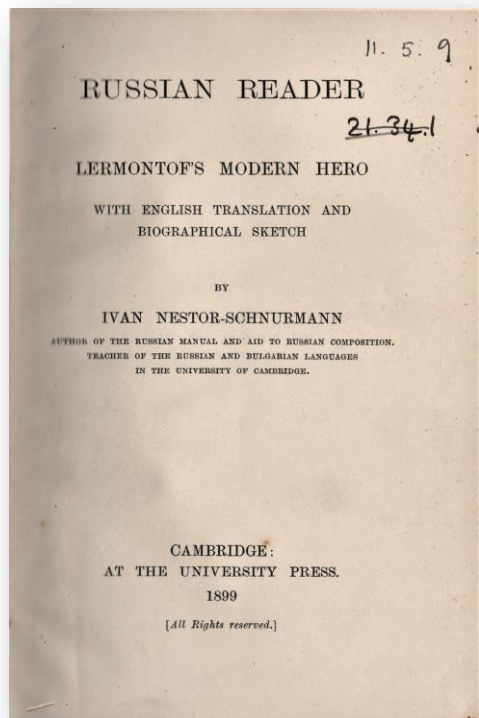 11. 5. 9
RUSSIAN READER
21.34.1
LERMONTOF'S MODERN HERO
WITH ENGLISH TRANSLATION AND
BIOGRAPHICAL SKETCH
BY
IVAN NESTOR-SCHNURMANN
AUTHOR OF THE RUSSIAN MANUAL AND AID TO RUSSIAN COMPOSITION.
TEACHER OF THE RUSSIAN AND BULGARIAN LANGUAGES
IN THE UNIVERSITY OF CAMBRIDGE.
CAMBRIDGE:
AT THE UNIVERSITY PRESS.
1899
[All Rights reserved.]